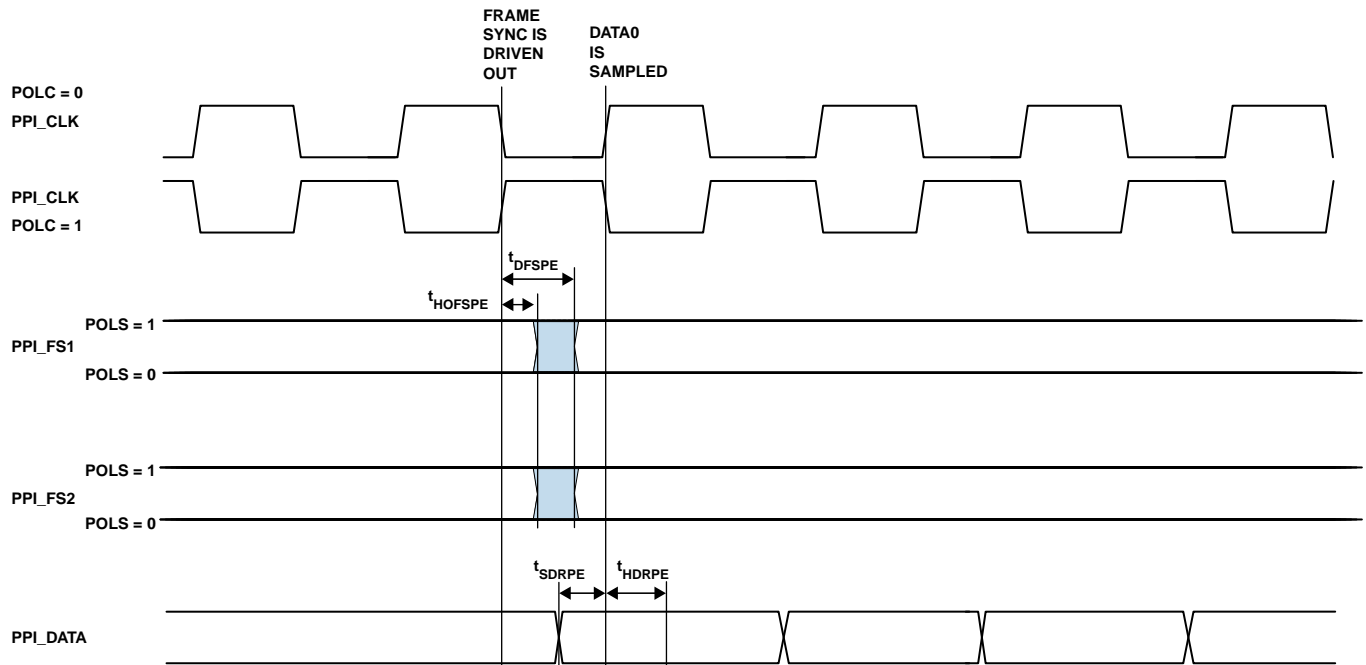 FRAME
SYNC IS
DRIVEN
OUT
DATA0
IS
SAMPLED
POLC = 0
PPI_CLK
PPI_CLK
POLC = 1
tDFSPE
tHOFSPE
POLS = 1
PPI_FS1
POLS = 0
POLS = 1
PPI_FS2
POLS = 0
tSDRPE
tHDRPE
PPI_DATA